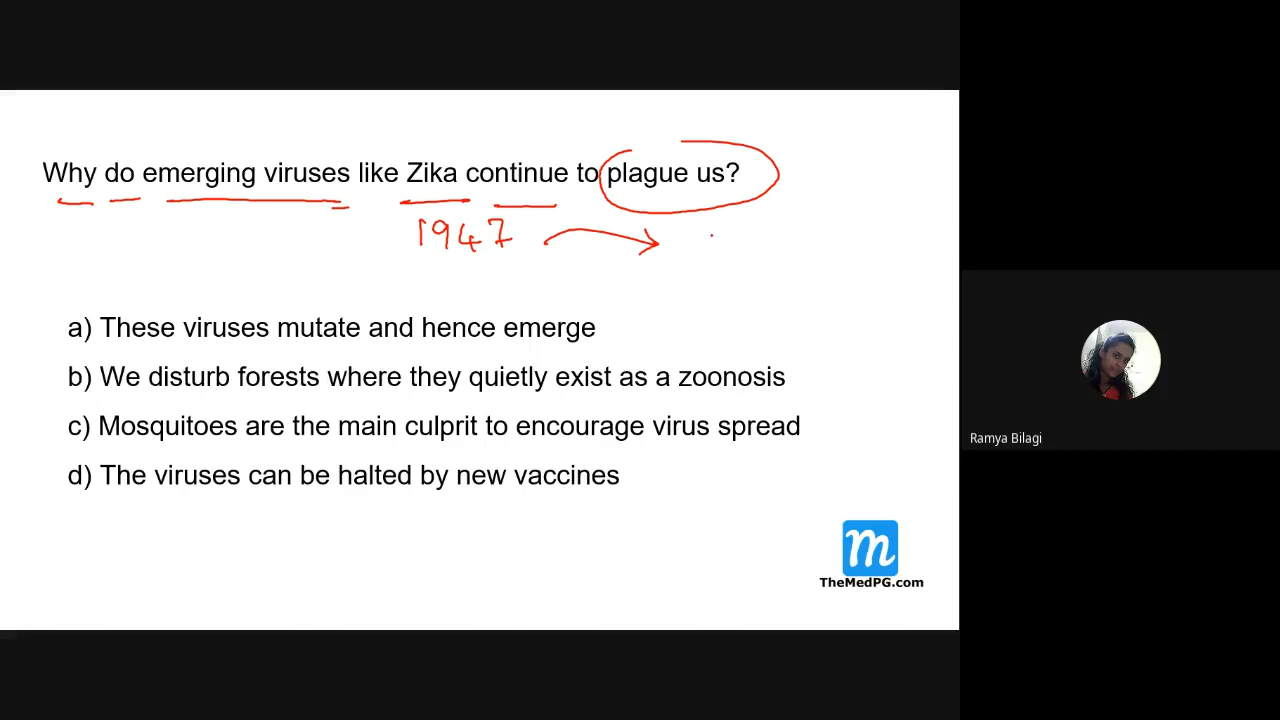 Why do emerging viruses like Zika continue to plague us?
1947
a) These viruses mutate and hence emerge
b) We disturb forests where they quietly exist as a zoonosis
c) Mosquitoes are the main culprit to encourage virus spread
d) The viruses can be halted by new vaccines
m
TheMedPG.com
Ramya Bilagi